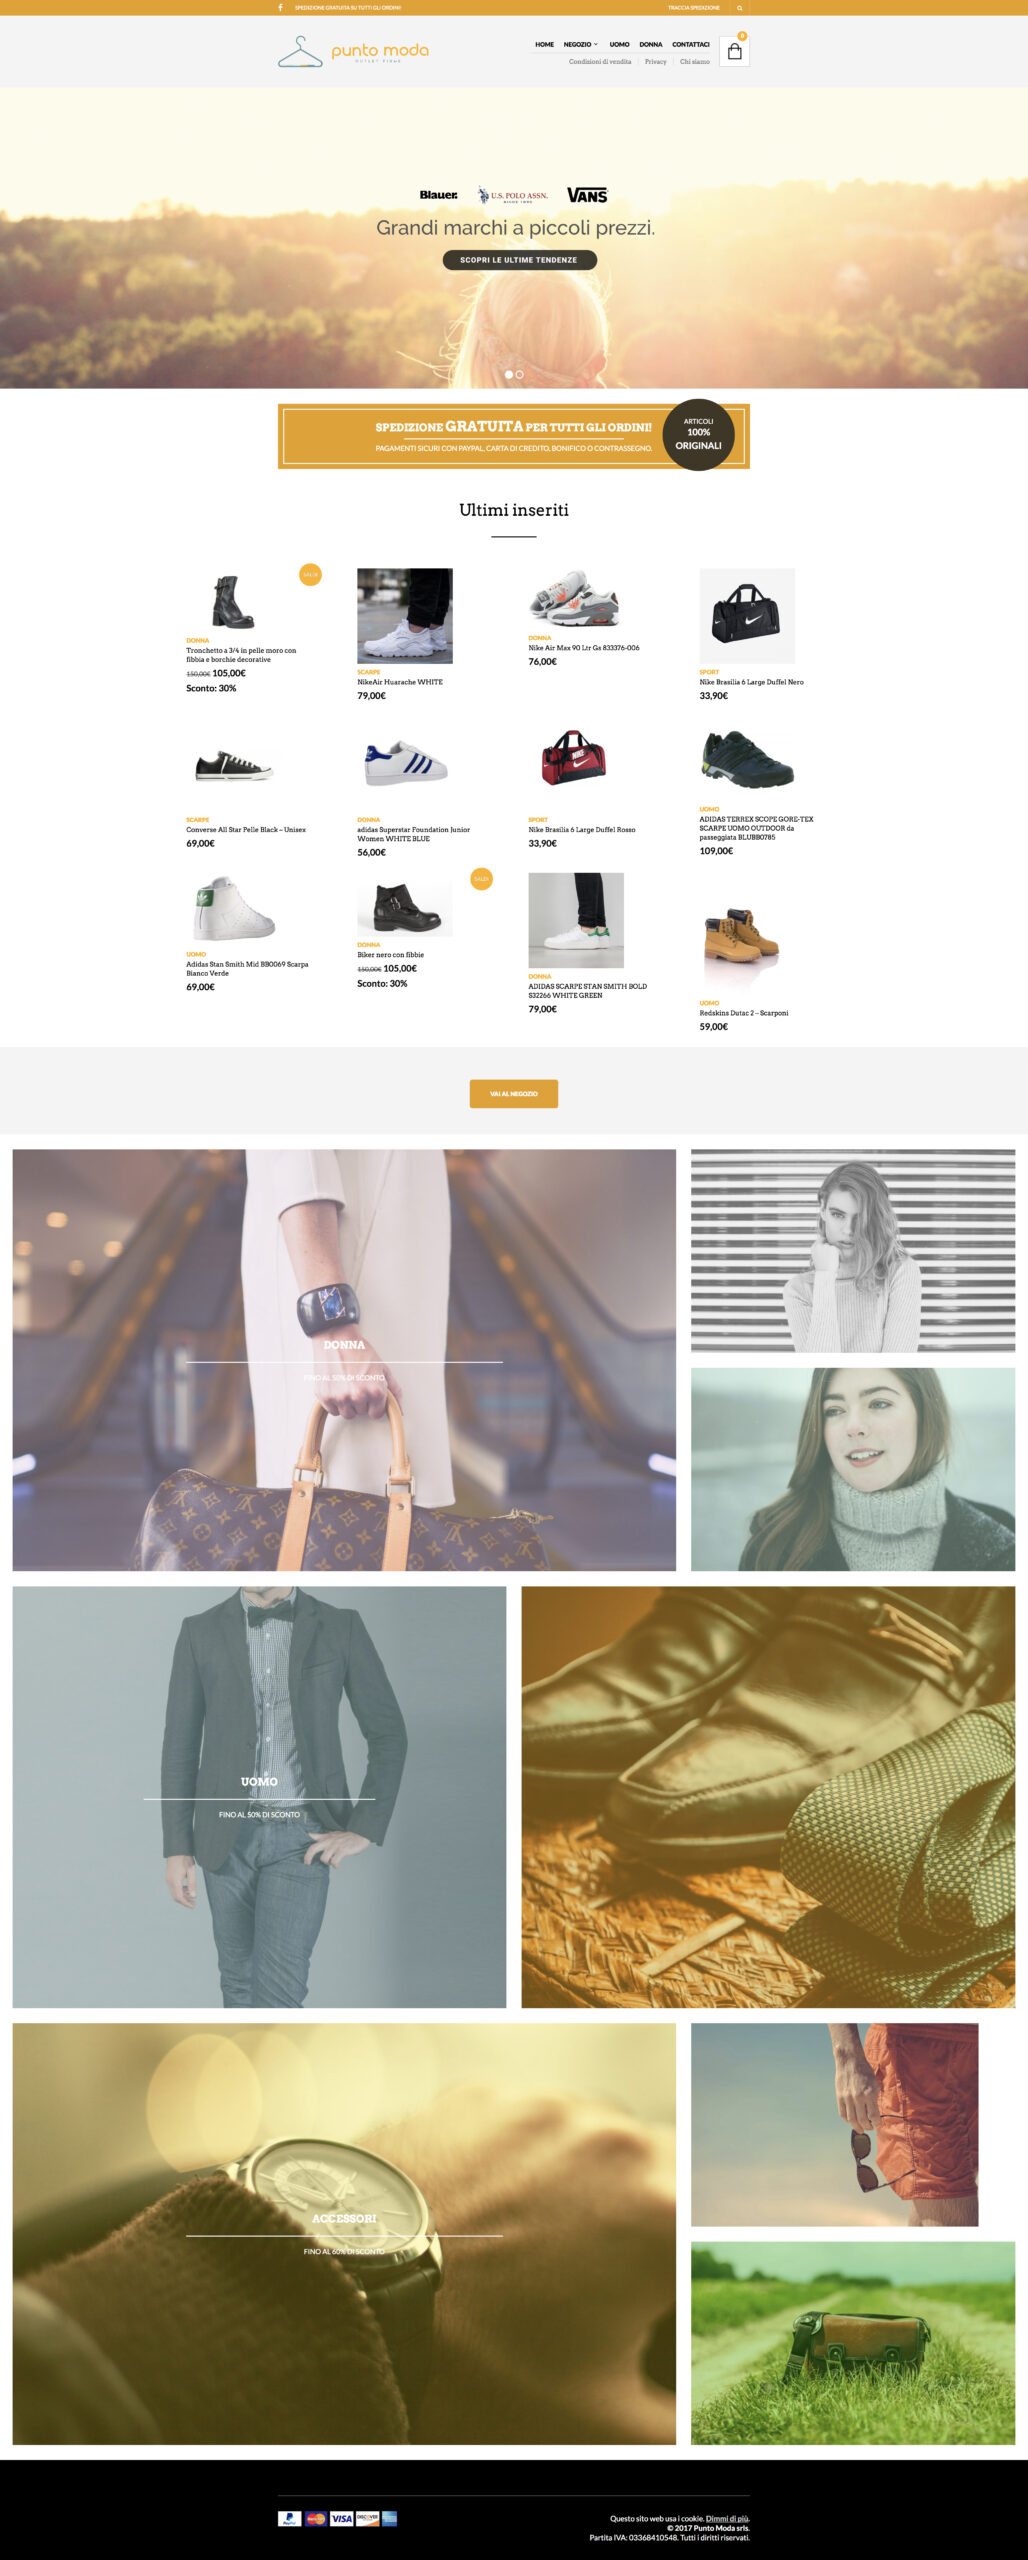 SPEDIZIONE GRATUITA SU TUTTI GLI ORDINI!
TRACCIA SPEDIZIONE
punto moda
OUTLET FIRME
HOME NEGOZIO UOMO DONNA CONTATTACI
0
Condizioni di vendita Privacy Chi siamo
Blauer. U.S. POLO ASSN. VANS
SINCE 1890
Grandi marchi a piccoli prezzi.
SCOPRI LE ULTIME TENDENZE
SPEDIZIONE GRATUITA PER TUTTI GLI ORDINI!
PAGAMENTI SICURI CON PAYPAL, CARTA DI CREDITO, BONIFICO O CONTRASSEGNO.
ARTICOLI
100%
ORIGINALI
Ultimi inseriti
DONNA
Tronchetto a 3/4 in pelle moro con
fibbia e borchie decorative
150,00€ 105,00€
Sconto: 30%
SCARPE
NikeAir Huarache WHITE
79,00€
DONNA
Nike Air Max 90 Ltr Gs 833376-006
76,00€
SPORT
Nike Brasilia 6 Large Duffel Nero
33,90€
SCARPE
Converse All Star Pelle Black – Unisex
69,00€
DONNA
adidas Superstar Foundation Junior
Women WHITE BLUE
56,00€
NIKE
SPORT
Nike Brasilia 6 Large Duffel Rosso
33,90€
UOMO
ADIDAS TERREX SCOPE GORE-TEX
SCARPE UOMO OUTDOOR da
passeggiata BLUBB0785
109,00€
UOMO
Adidas Stan Smith Mid BB0069 Scarpa
Bianco Verde
69,00€
DONNA
Biker nero con fibbie
150,00€ 105,00€
Sconto: 30%
DONNA
ADIDAS SCARPE STAN SMITH BOLD
S32266 WHITE GREEN
79,00€
UOMO
Redskins Dutac 2 – Scarponi
59,00€
VAI AL NEGOZIO
DONNA
FINO AL 50% DI SCONTO
UOMO
FINO AL 50% DI SCONTO
ACCESSORI
FINO AL 60% DI SCONTO
PayPal MasterCard VISA DISCOVER
Questo sito web usa i cookie. Dimmi di più.
© 2017 Punto Moda srls.
Partita IVA: 03368410548. Tutti i diritti riservati.